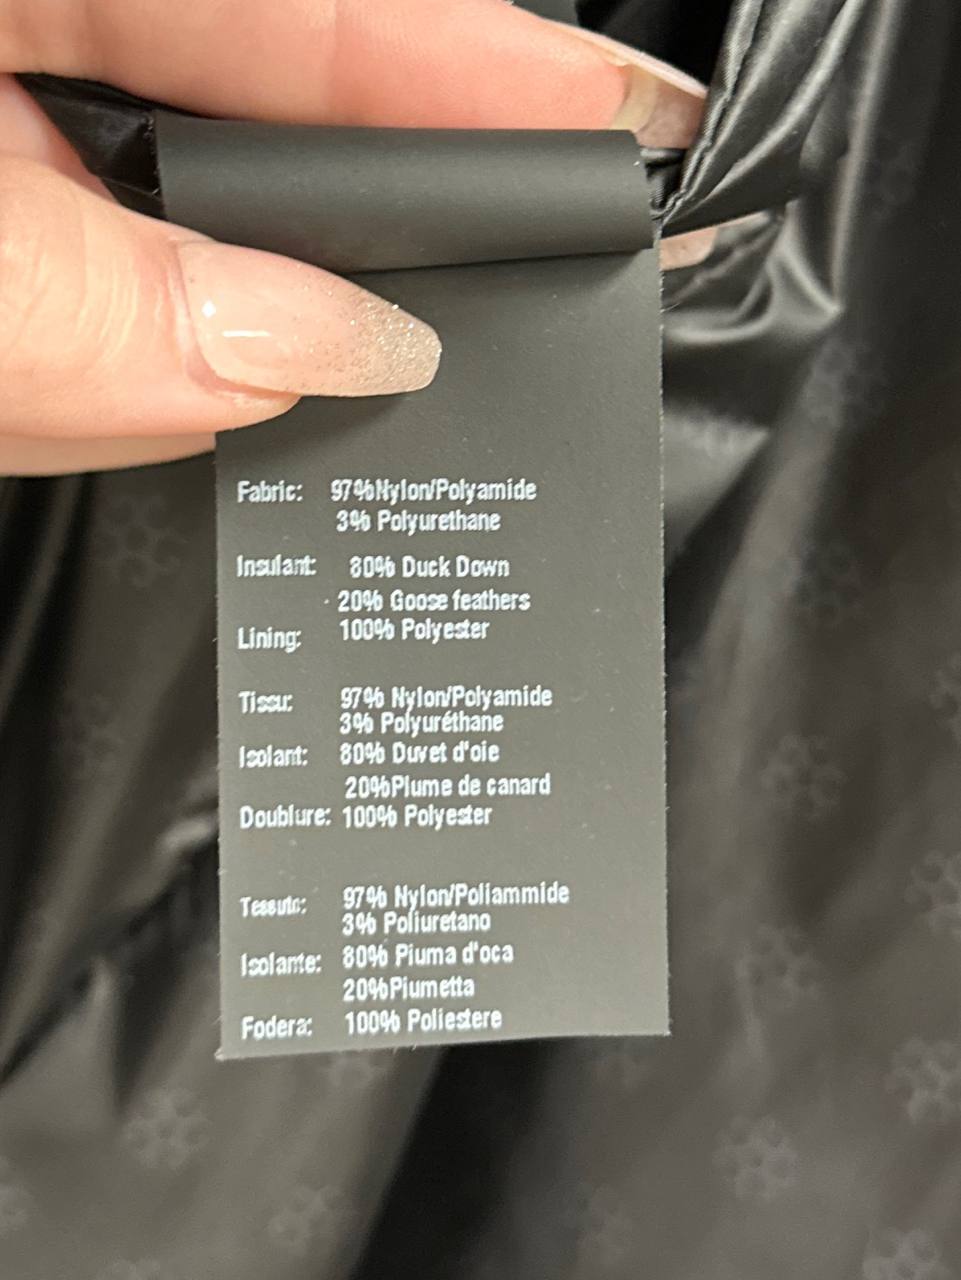 Fabric: 97%Nylon/Polyamide
3% Polyurethane
Insulant: 80% Duck Down
20% Goose feathers
Lining: 100% Polyester
Tissu: 97% Nylon/Polyamide
3% Polyuréthane
Isolant: 80% Duvet d'oie
20%Plume de canard
Doublure: 100% Polyester
Tessuto: 97% Nylon/Poliammide
3% Poliuretano
Isolante: 80% Piuma d'oca
20%Piumetta
Fodera: 100% Poliestere